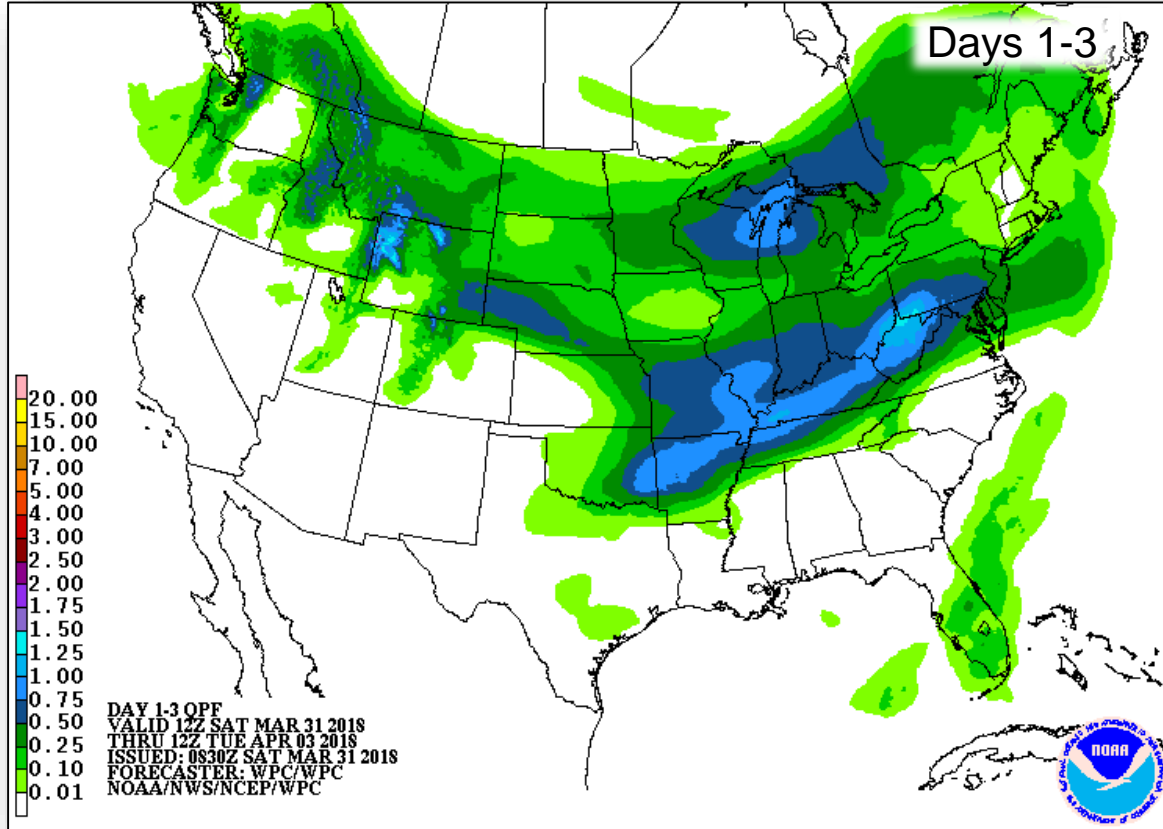 Days 1-3
20.00
15.00
10.00
7.00
5.00
4.00
3.00
2.50
2.00
1.75
1.50
1.25
1.00
0.75
0.50
0.25
0.10
0.01
DAY 1-3 QPF
VALID 12Z SAT MAR 31 2018
THRU 12Z TUE APR 03 2018
ISSUED: 0830Z SAT MAR 31 2018
FORECASTER: WPC/WPC
NOAA/NWS/NCEP/WPC
NOAA